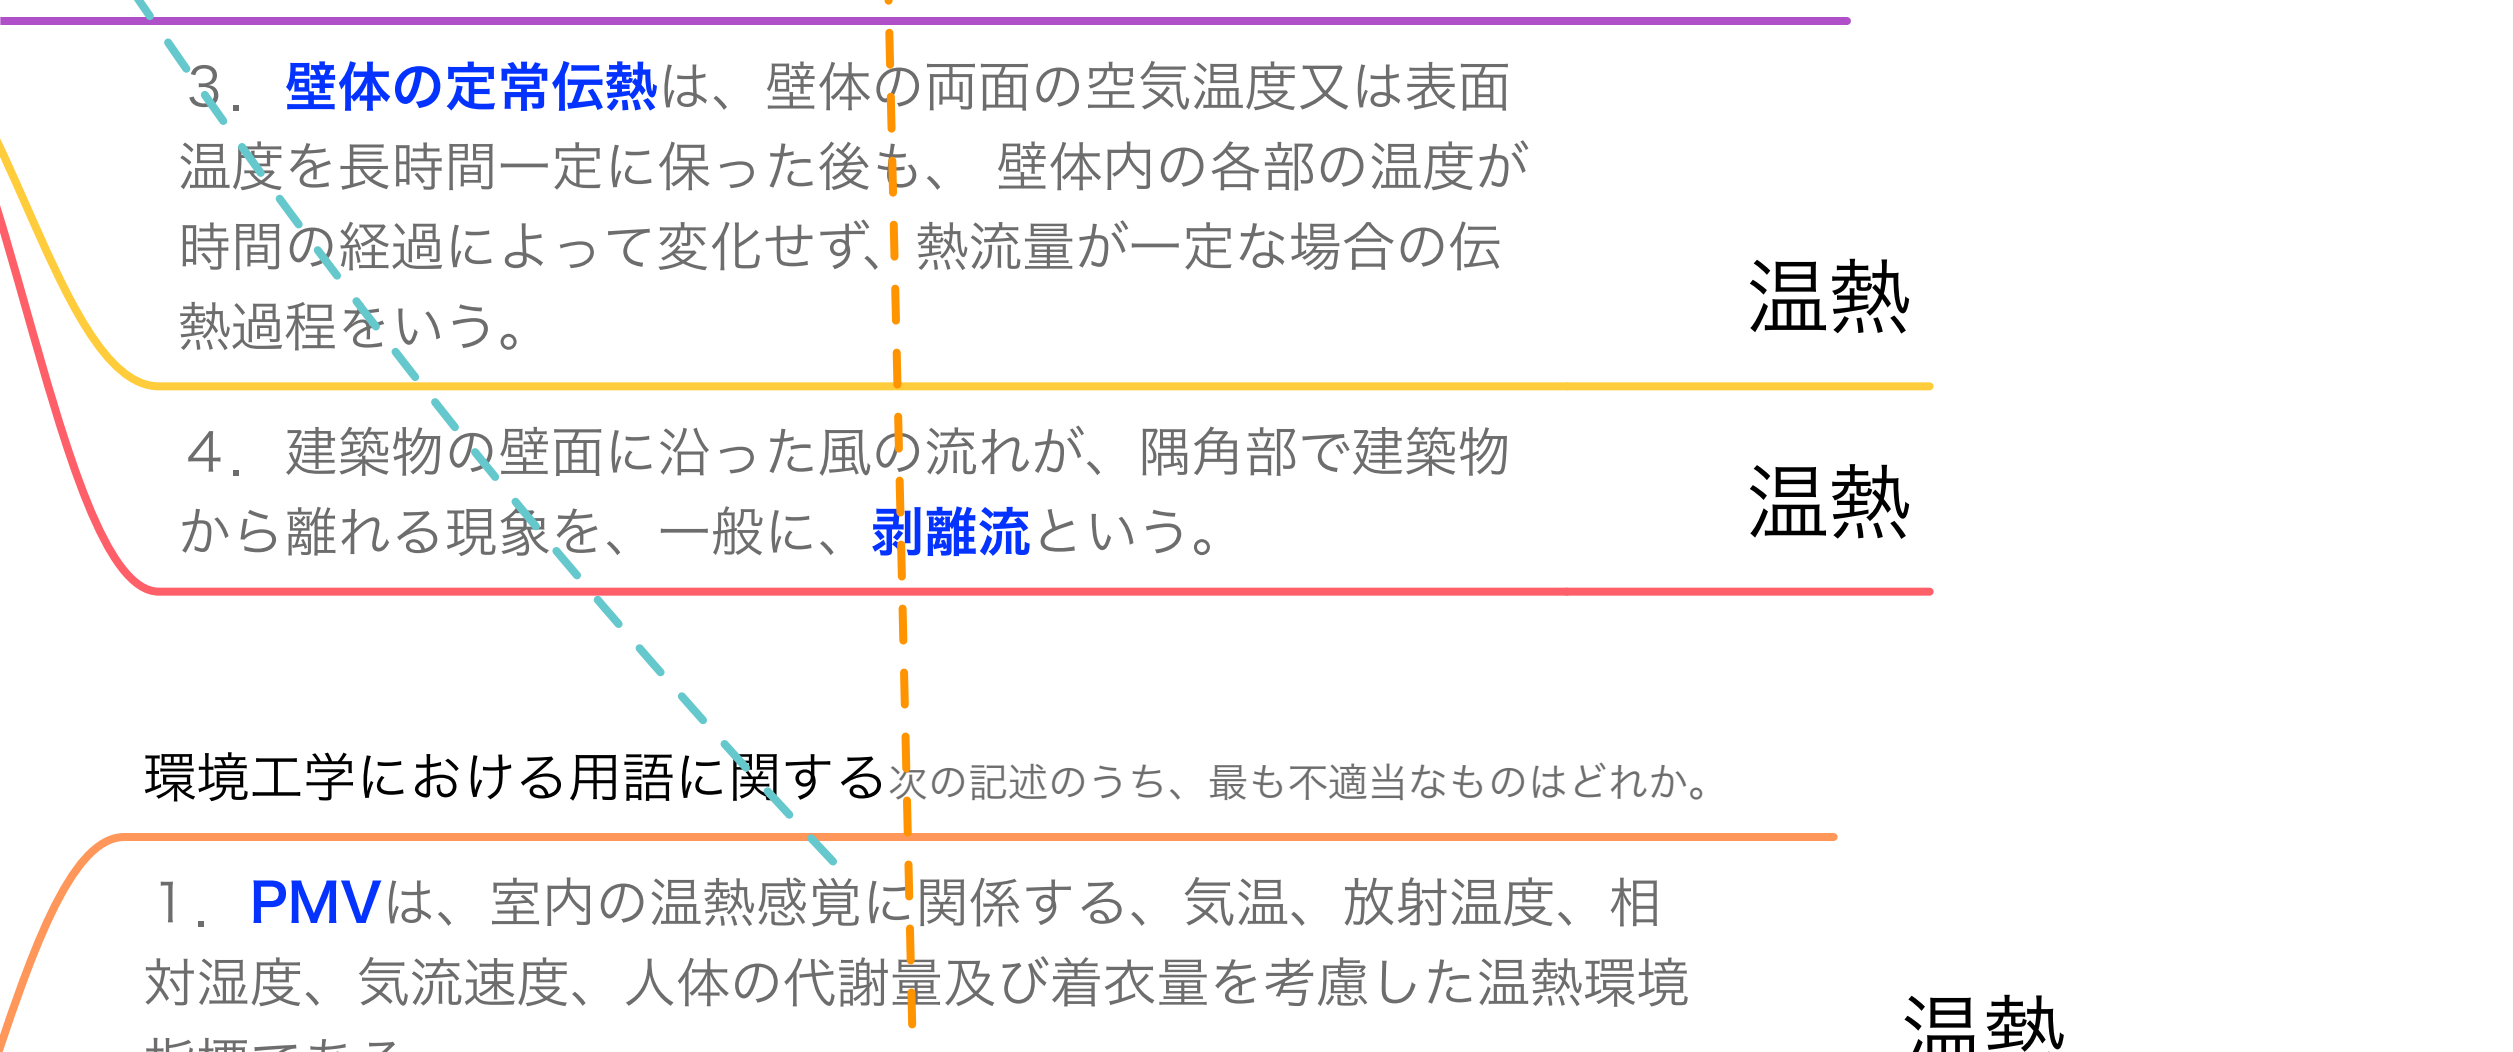 3. 壁体の定常伝熱は、壁体の両面の空気温度又は表
温度を長時間一定に保った後も、壁体内の各部の温度が
時間の経過によって変化せず、熱流量が一定な場合の伝
熱過程をいう。
温熱
4. 建築物の壁面に沿った風の流れが、隅角部で建築物
から離れる現象を、一般に、剥離流という。
温熱
環境工学における用語に関する次の記述のうち、最も不適当なものはどれか。
1. PMVは、室内の温熱感覚に関係する、気温、放射温度、相
対湿度、気流速度、人体の代謝量及び着衣量を考慮した温熱環境
温熱